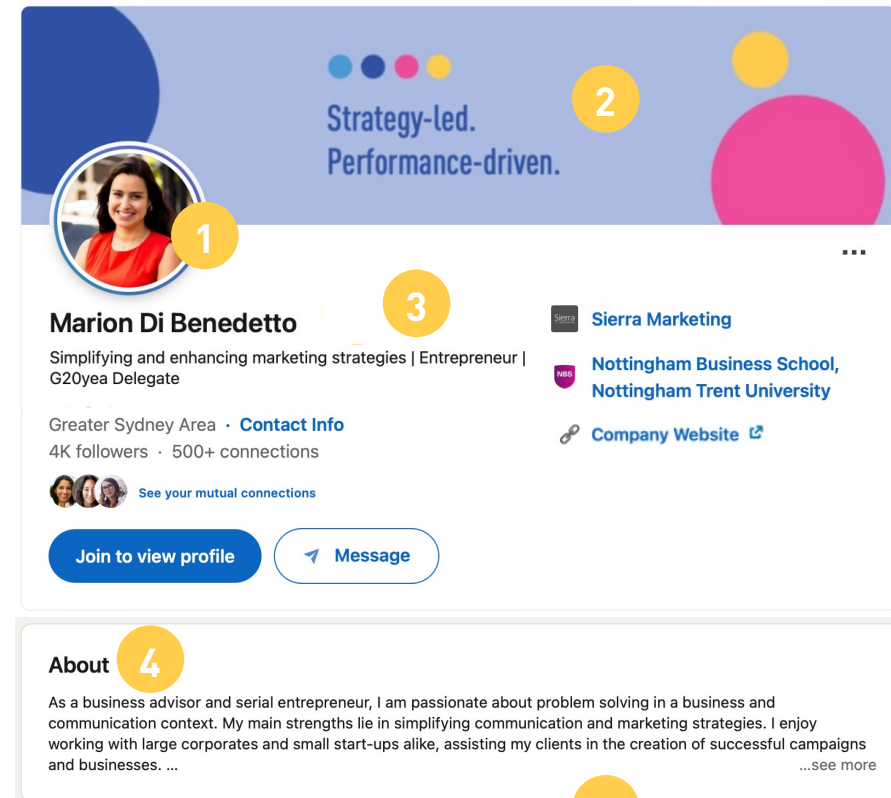 Strategy-led.
2
Performance-driven.
1
...
3
Marion Di Benedetto
Simplifying and enhancing marketing strategies | Entrepreneur |
G20yea Delegate
Greater Sydney Area · Contact Info
4K followers · 500+ connections
See your mutual connections
Join to view profile
Message
Sierra
Sierra Marketing
NBS
Nottingham Business School,
Nottingham Trent University
Company Website
About
4
As a business advisor and serial entrepreneur, I am passionate about problem solving in a business and
communication context. My main strengths lie in simplifying communication and marketing strategies. I enjoy
working with large corporates and small start-ups alike, assisting my clients in the creation of successful campaigns
and businesses. ...
...see more